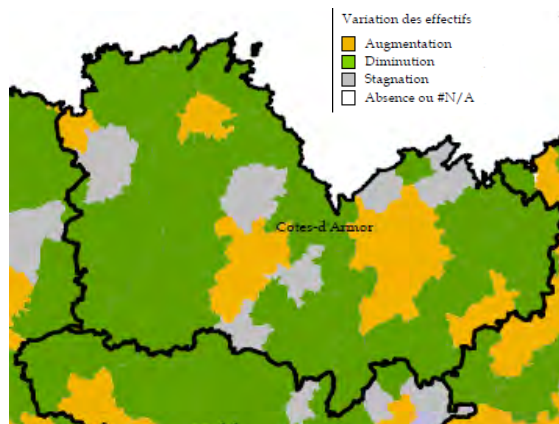 Variation des effectifs
Augmentation
Diminution
Stagnation
Absence ou #N/A
Cotes-d'Armor